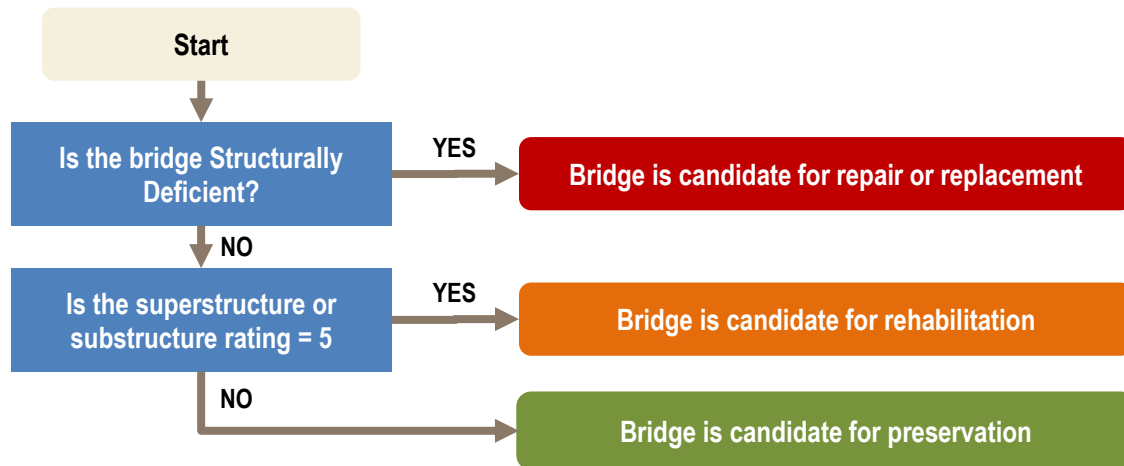 Start
Is the bridge Structurally
Deficient?
YES
Bridge is candidate for repair or replacement
NO
Is the superstructure or
substructure rating = 5
YES
Bridge is candidate for rehabilitation
NO
Bridge is candidate for preservation